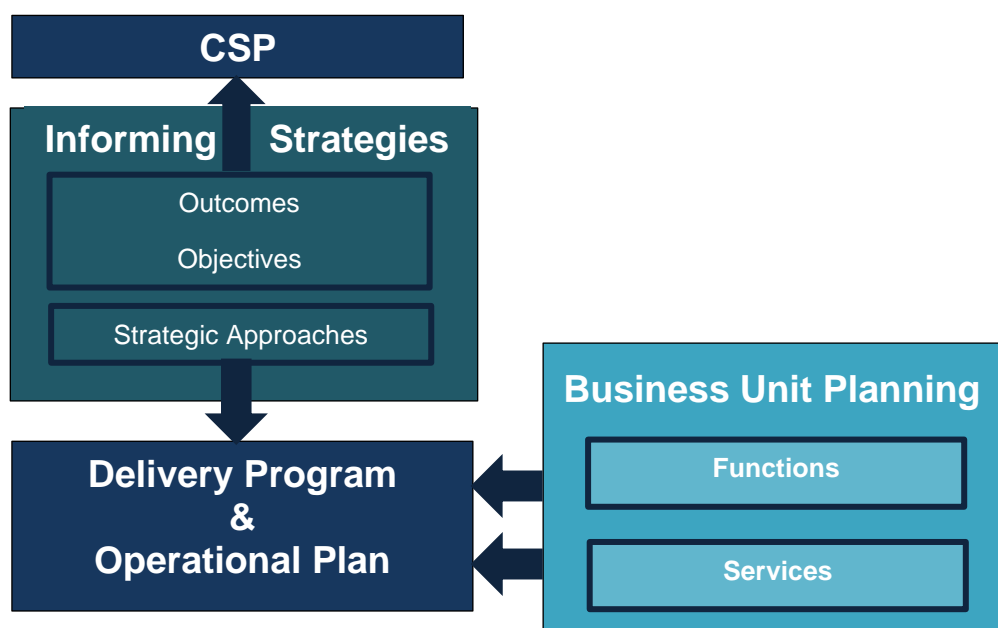 CSP
Informing Strategies
Outcomes
Objectives
Strategic Approaches
Delivery Program
&
Operational Plan
Business Unit Planning
Functions
Services